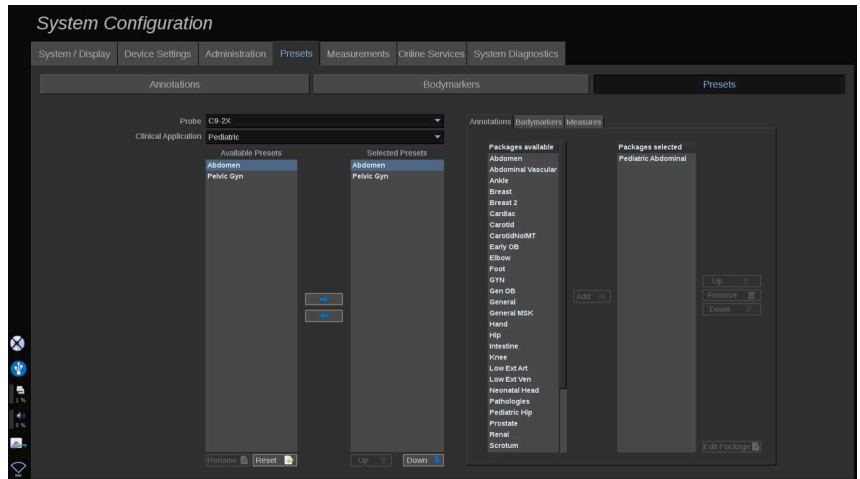 System Configuration
System / Display
Device Settings
Administration
Presets
Measurements
Online Services
System Diagnostics
Annotations
Bodymarkers
Presets
Probe
C9-2X
Clinical Application
Pediatric
Available Presets
Abdomen
Pelvic Gyn
Selected Presets
Abdomen
Pelvic Gyn
Rename
Reset
Up
Down
Annotations
Bodymarkers
Measures
Packages available
Abdomen
Abdominal Vascular
Ankle
Breast
Breast 2
Cardiac
Carotid
CarotidNoIMT
Early OB
Elbow
Foot
GYN
Gen OB
General
General MSK
Hand
Hip
Intestine
Knee
Low Ext Art
Low Ext Ven
Neonatal Head
Pathologies
Pediatric Hip
Prostate
Renal
Scrotum
Add
Packages selected
Pediatric Abdominal
Up
Remove
Down
Edit Package
1 %